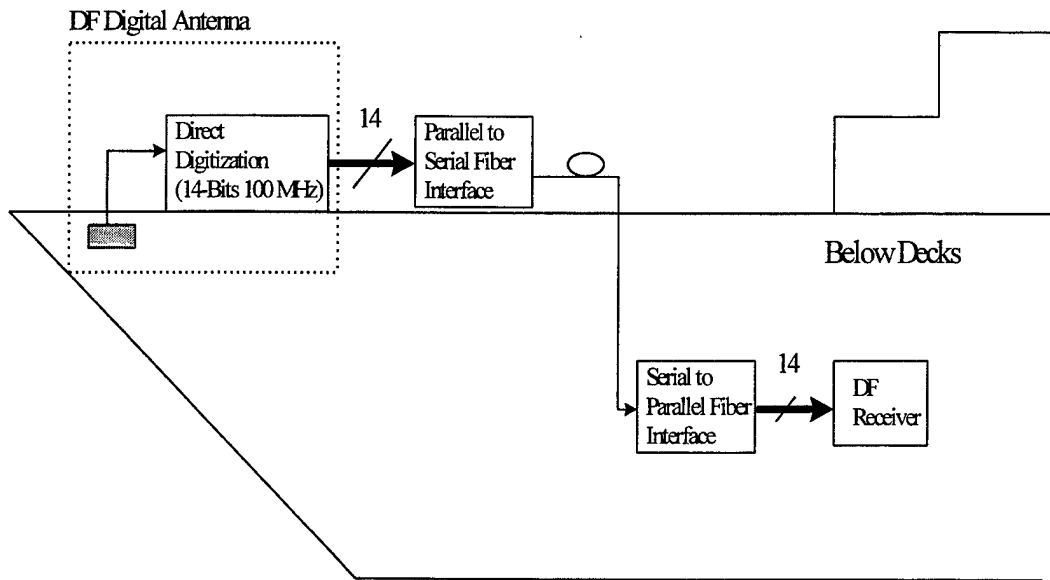 DF Digital Antenna
Direct
Digitization
(14-Bits 100 MHz)
14
Parallel to
Serial Fiber
Interface
Below Decks
Serial to
Parallel Fiber
Interface
14
DF
Receiver